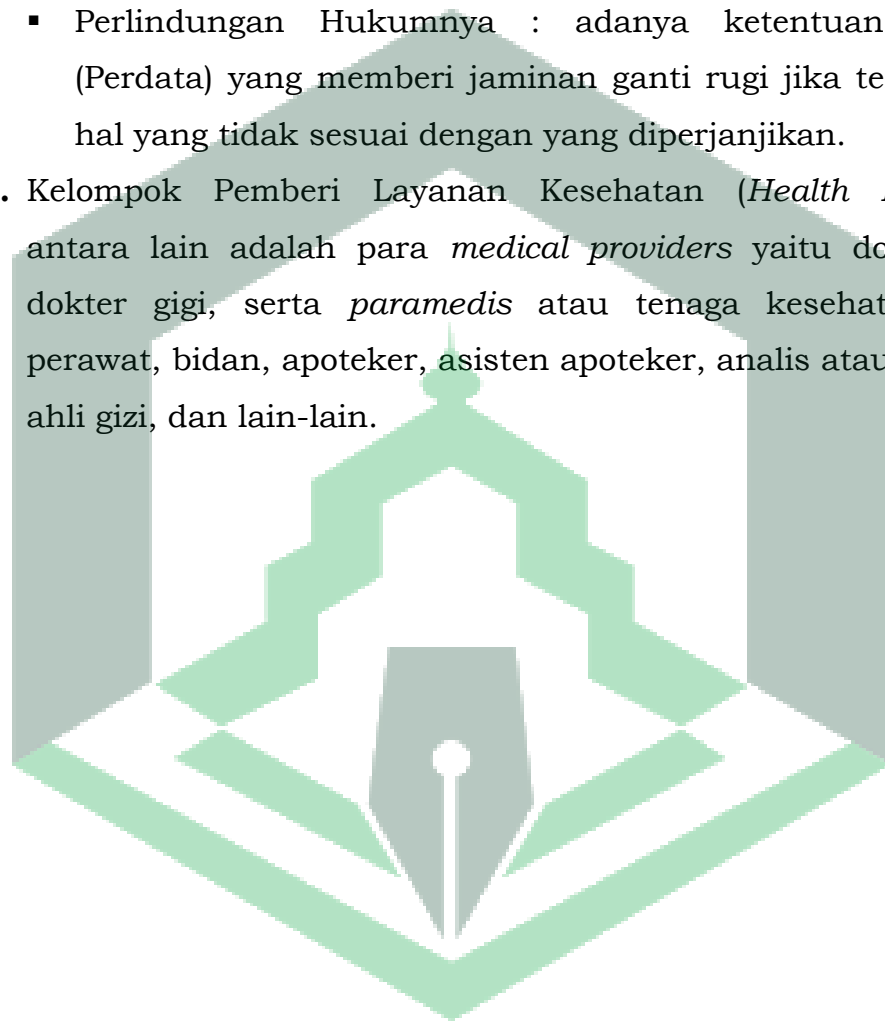 ▪ Perlindungan Hukumnya : adanya ketentuan
(Perdata) yang memberi jaminan ganti rugi jika te
hal yang tidak sesuai dengan yang diperjanjikan.
. Kelompok Pemberi Layanan Kesehatan (Health
antara lain adalah para medical providers yaitu do
dokter gigi, serta paramedis atau tenaga kesehat
perawat, bidan, apoteker, asisten apoteker, analis atau
ahli gizi, dan lain-lain.